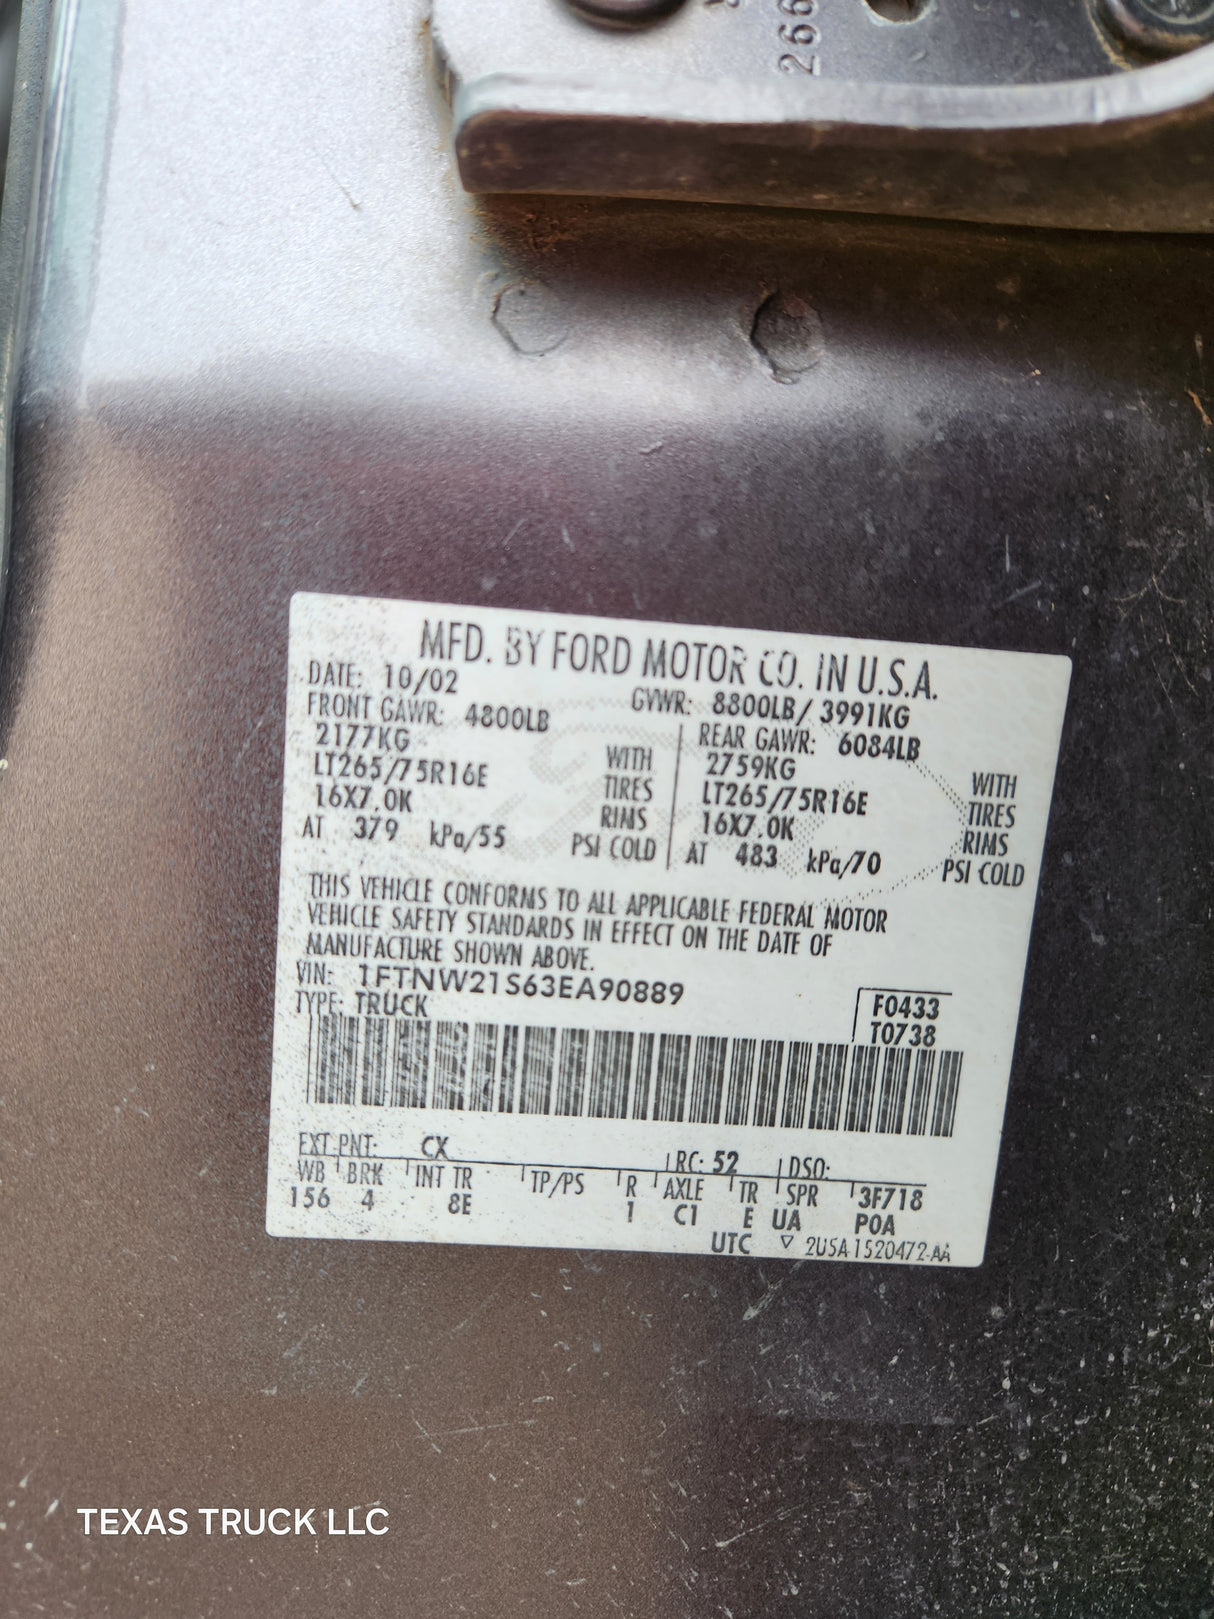 266
MFD. BY FORD MOTOR CO. IN U.S.A.
DATE: 10/02 GVWR: 8800LB/ 3991KG
FRONT GAWR: 4800LB REAR GAWR: 6084LB
2177KG WITH 2759KG WITH
LT265/75R16E TIRES LT265/75R16E TIRES
16X7.0K RIMS 16X7.0K RIMS
AT 379 kPa/55 PSI COLD AT 483 kPa/70 PSI COLD
THIS VEHICLE CONFORMS TO ALL APPLICABLE FEDERAL MOTOR
VEHICLE SAFETY STANDARDS IN EFFECT ON THE DATE OF
MANUFACTURE SHOWN ABOVE.
VIN: 1FTNW21S63EA90889
TYPE: TRUCK
F0433
T0738
EXT PNT: CX RC: 52 DSO:
WB BRK INT TR TP/PS R AXLE TR SPR 3F718
156 4 8E 1 C1 E UA P0A
UTC ▽ 2U5A-1520472-AA
TEXAS TRUCK LLC